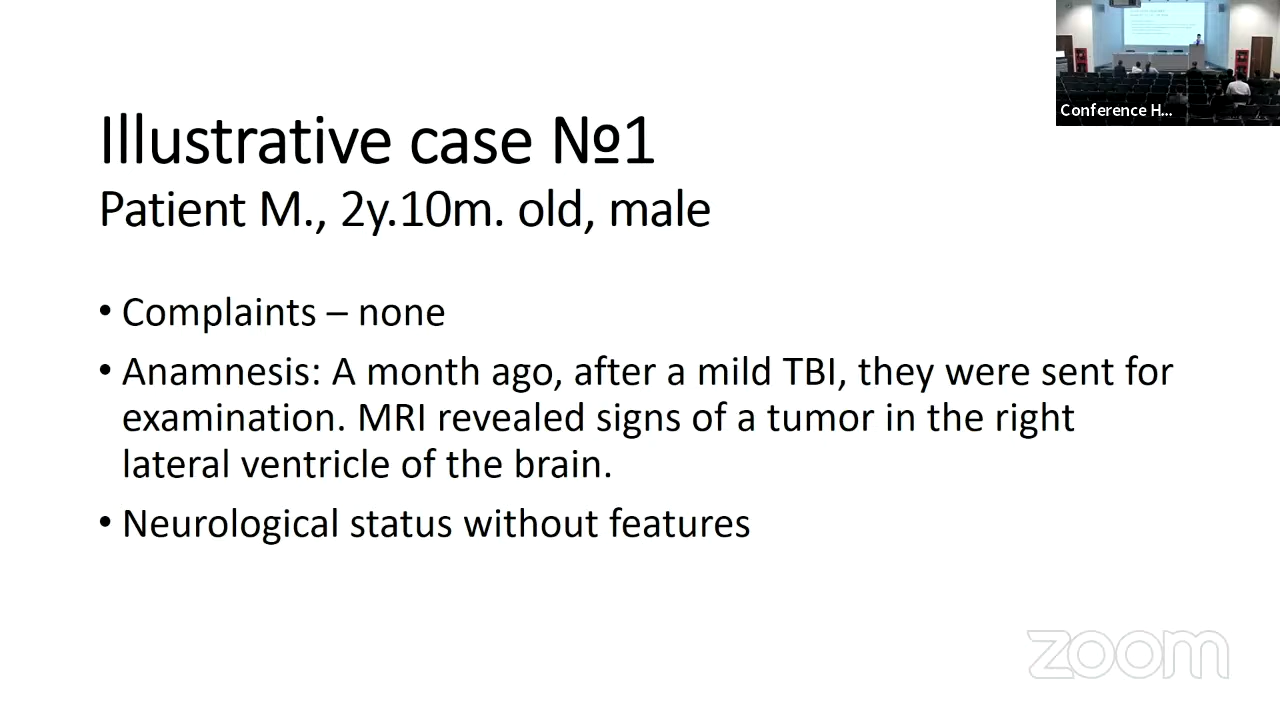 Conference H...
Illustrative case №1
Patient M., 2y.10m. old, male
• Complaints – none
• Anamnesis: A month ago, after a mild TBI, they were sent for
examination. MRI revealed signs of a tumor in the right
lateral ventricle of the brain.
• Neurological status without features
zoom